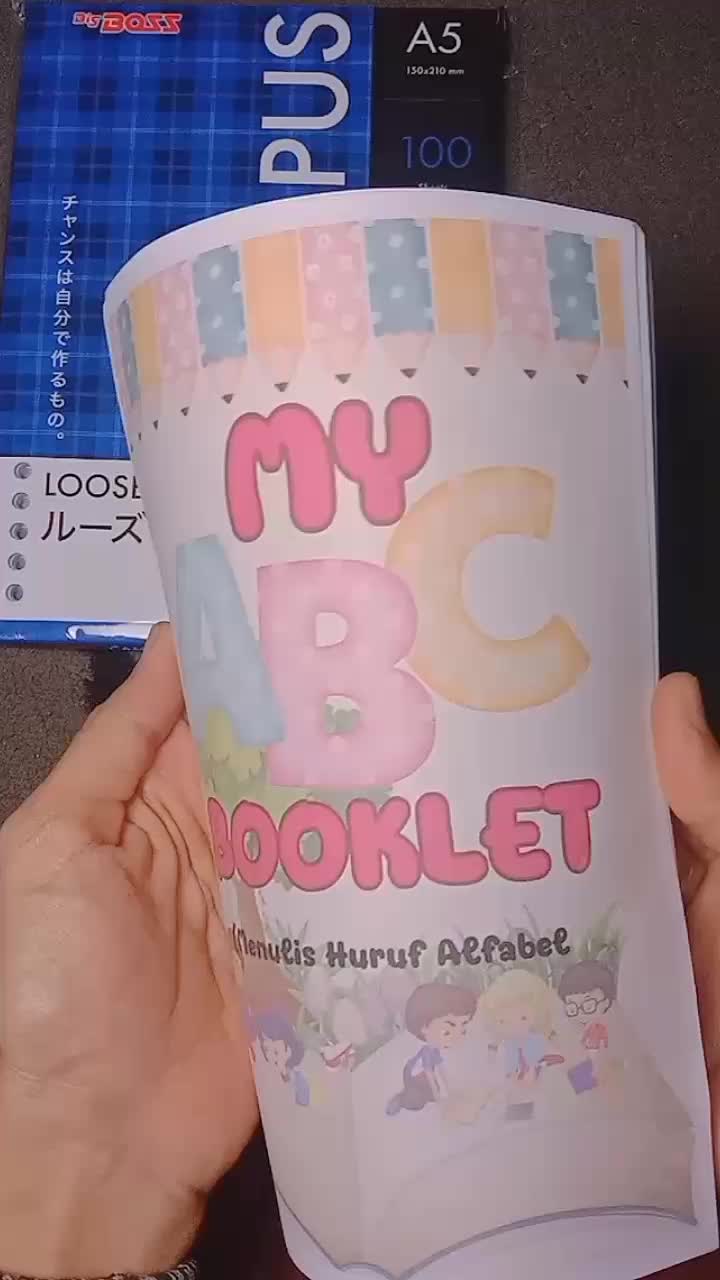 Big BOSS
PUS
A5
150x210 mm
100
Sheets
チャンスは自分で作るもの。
LOOSE
ルーズ
MY
ABC
BOOKLET
Menulis Huruf Alfabel